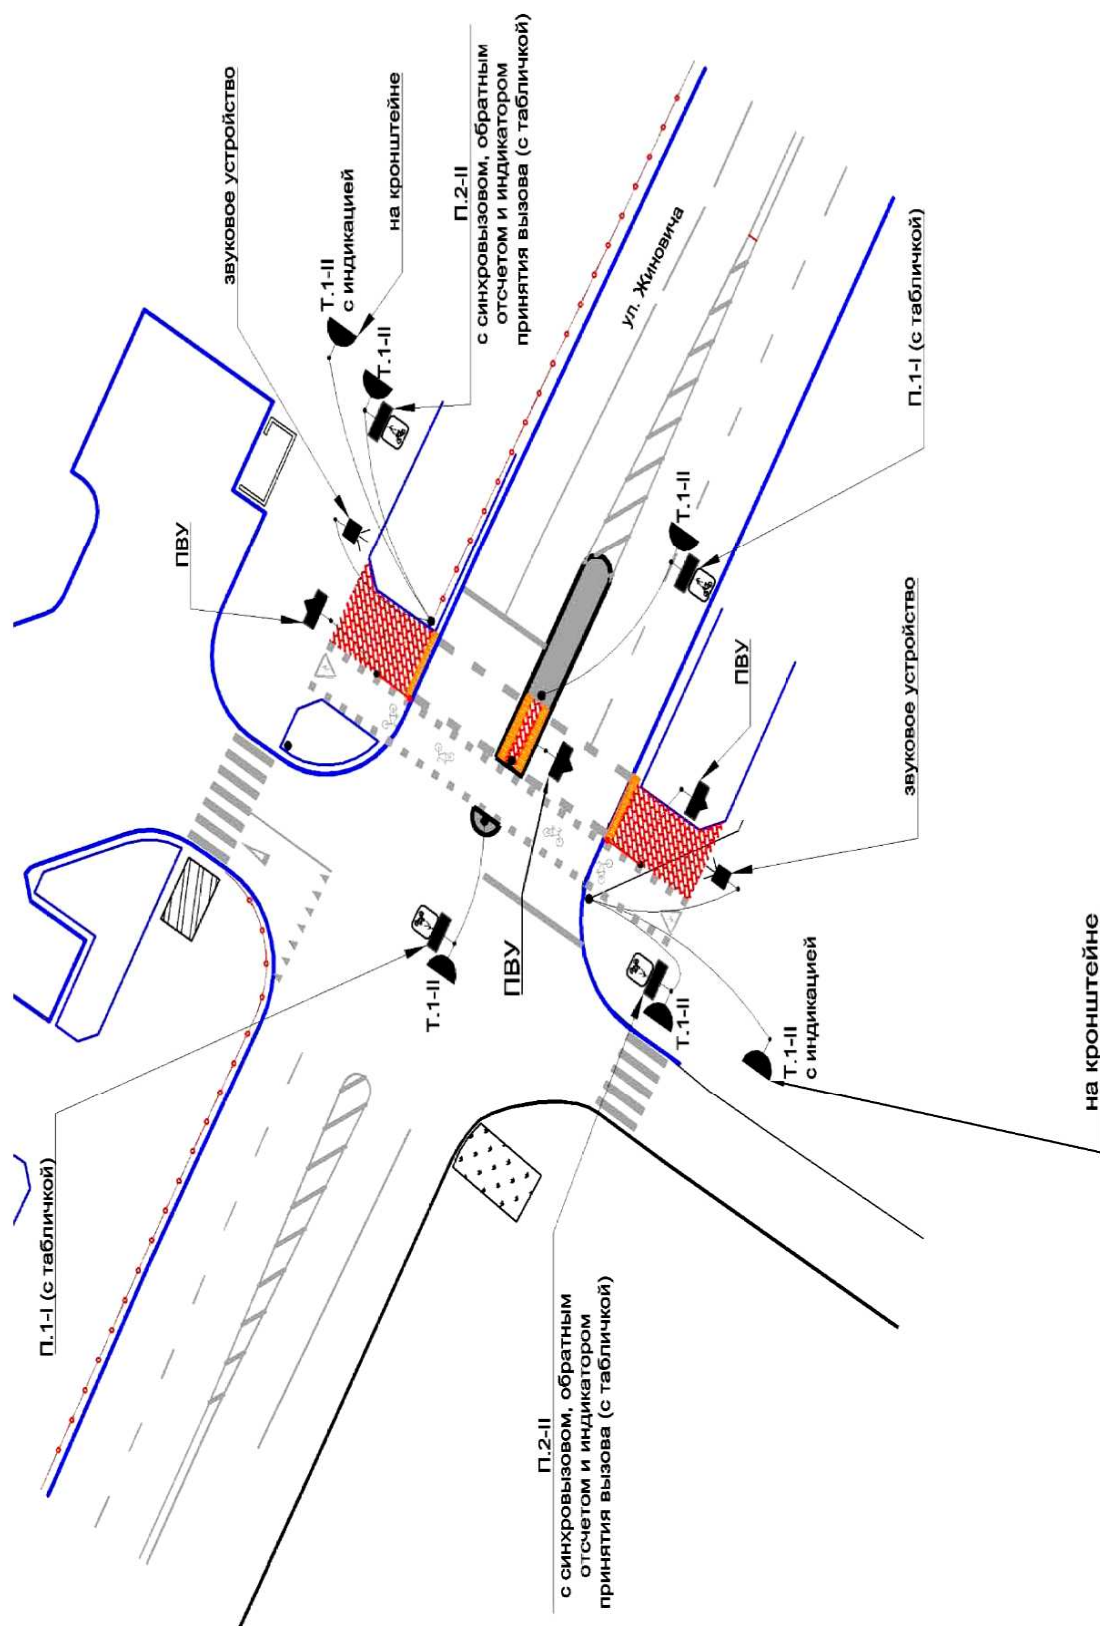 звуковое устройство
на кронштейне
П.2-II
с синхровызовом, обратным
отсчетом и индикатором
принятия вызова (с табличкой)
Т.1-II
с индикацией
Т.1-II
ПВУ
ул. Жиновича
П.1-I (с табличкой)
Т.1-II
ПВУ
звуковое устройство
ПВУ
Т.1-II
Т.1-II
Т.1-II
с индикацией
на кронштейне
П.1-I (с табличкой)
П.2-II
с синхровызовом, обратным
отсчетом и индикатором
принятия вызова (с табличкой)